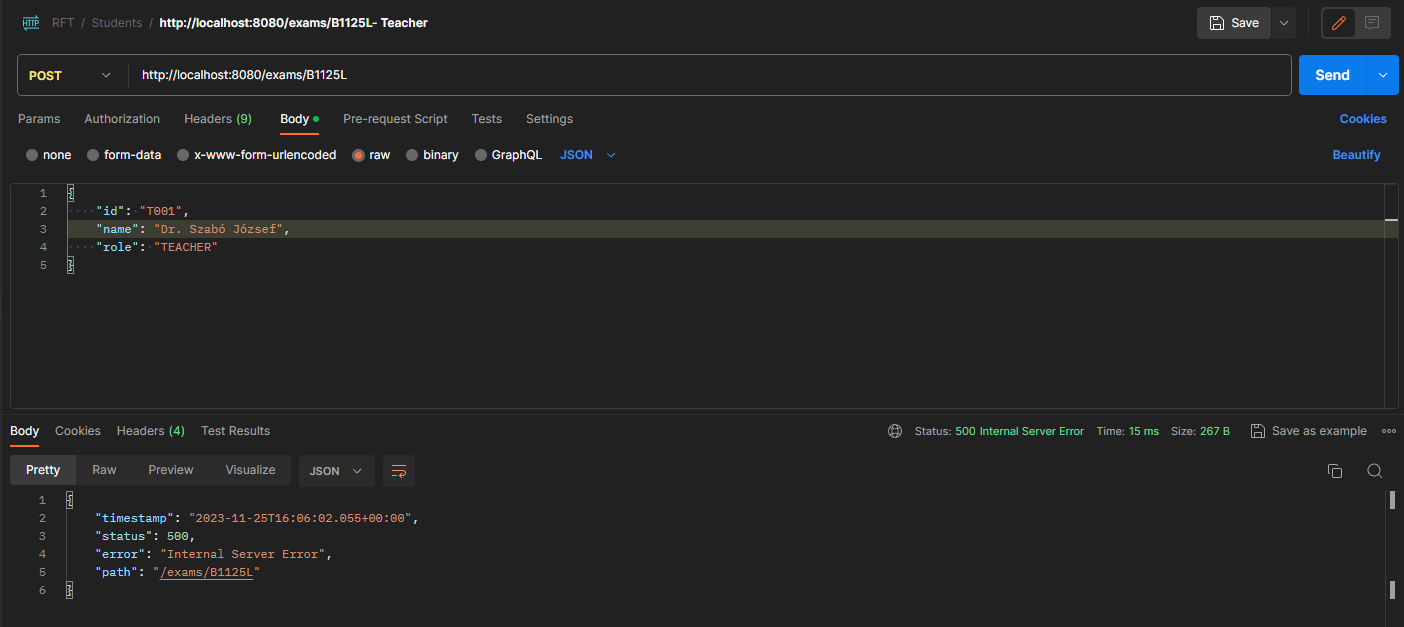 HTTP RFT / Students / http://localhost:8080/exams/B1125L- Teacher Save
POST http://localhost:8080/exams/B1125L Send
Params Authorization Headers (9) Body Pre-request Script Tests Settings Cookies
none form-data x-www-form-urlencoded raw binary GraphQL JSON Beautify
1 {
2 "id": "T001",
3 "name": "Dr. Szabó József",
4 "role": "TEACHER"
5 }
Body Cookies Headers (4) Test Results Status: 500 Internal Server Error Time: 15 ms Size: 267 B Save as example
Pretty Raw Preview Visualize JSON
1 {
2 "timestamp": "2023-11-25T16:06:02.055+00:00",
3 "status": 500,
4 "error": "Internal Server Error",
5 "path": "/exams/B1125L"
6 }